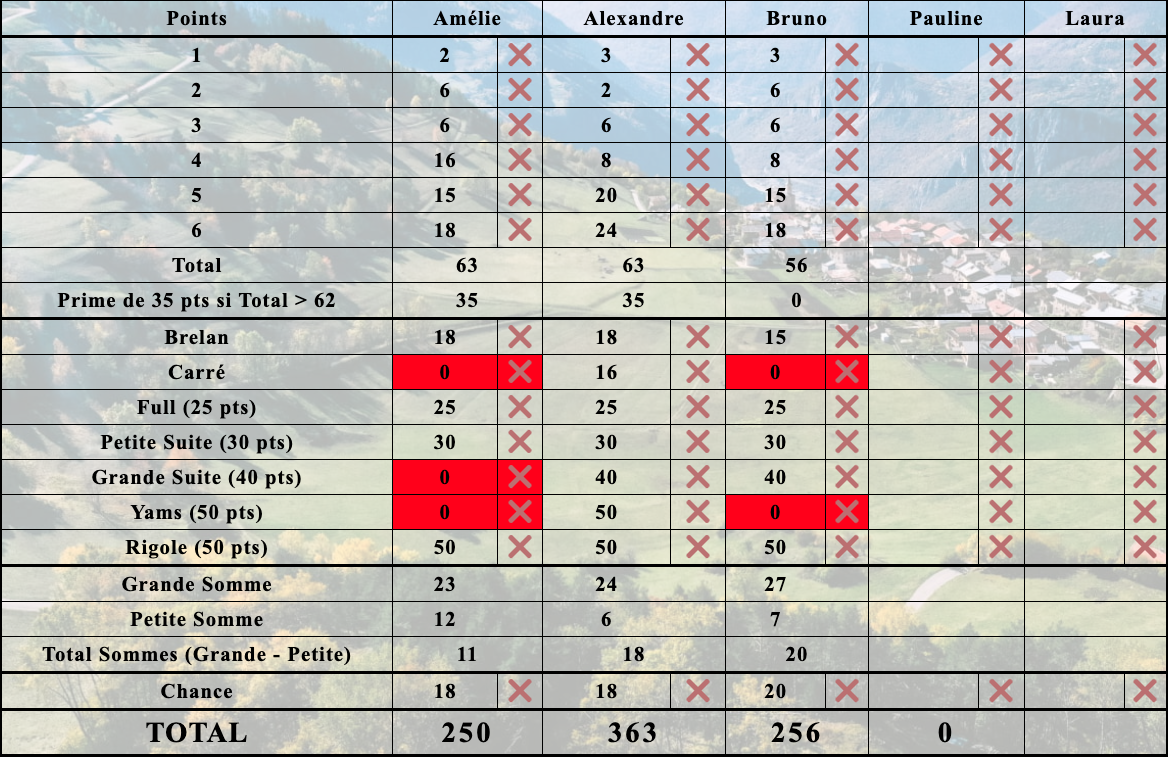 Points Amélie Alexandre Bruno Pauline Laura
1 2 3 3
2 6 2 6
3 6 6 6
4 16 8 8
5 15 20 15
6 18 24 18
Total 63 63 56
Prime de 35 pts si Total > 62 35 35 0
Brelan 18 18 15
Carré 0 16 0
Full (25 pts) 25 25 25
Petite Suite (30 pts) 30 30 30
Grande Suite (40 pts) 0 40 40
Yams (50 pts) 0 50 0
Rigole (50 pts) 50 50 50
Grande Somme 23 24 27
Petite Somme 12 6 7
Total Sommes (Grande - Petite) 11 18 20
Chance 18 18 20
TOTAL 250 363 256 0